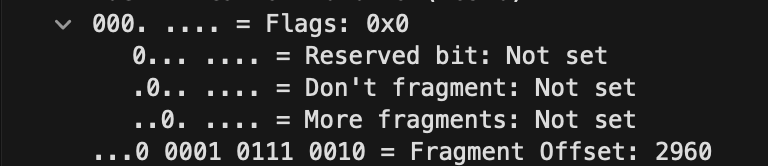 000. .... = Flags: 0x0
0... .... = Reserved bit: Not set
.0.. .... = Don't fragment: Not set
..0. .... = More fragments: Not set
...0 0001 0111 0010 = Fragment Offset: 2960